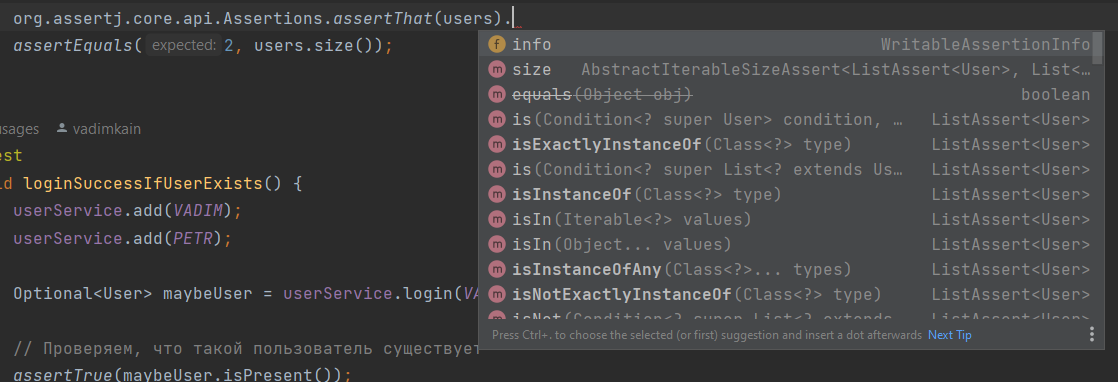 org.assertj.core.api.Assertions.assertThat(users).
assertEquals( expected: 2, users.size());
info WritableAssertionInfo
size AbstractIterableSizeAssert<ListAssert<User>, List<…
equals(Object obj) boolean
is(Condition<? super User> condition, … ListAssert<User>
isExactlyInstanceOf(Class<?> type) ListAssert<User>
is(Condition<? super List<? extends Us… ListAssert<User>
isInstanceOf(Class<?> type) ListAssert<User>
isIn(Iterable<?> values) ListAssert<User>
isIn(Object... values) ListAssert<User>
isInstanceOfAny(Class<?>... types) ListAssert<User>
isNotExactlyInstanceOf(Class<?> type) ListAssert<User>
isNot(Condition<? super List<? extends… ListAssert<User>
Press Ctrl+. to choose the selected (or first) suggestion and insert a dot afterwards Next Tip
usages vadimkain
est
id loginSuccessIfUserExists() {
userService.add(VADIM);
userService.add(PETR);
Optional<User> maybeUser = userService.login(VA
// Проверяем, что такой пользователь существует
assertTrue(maybeUser.isPresent());